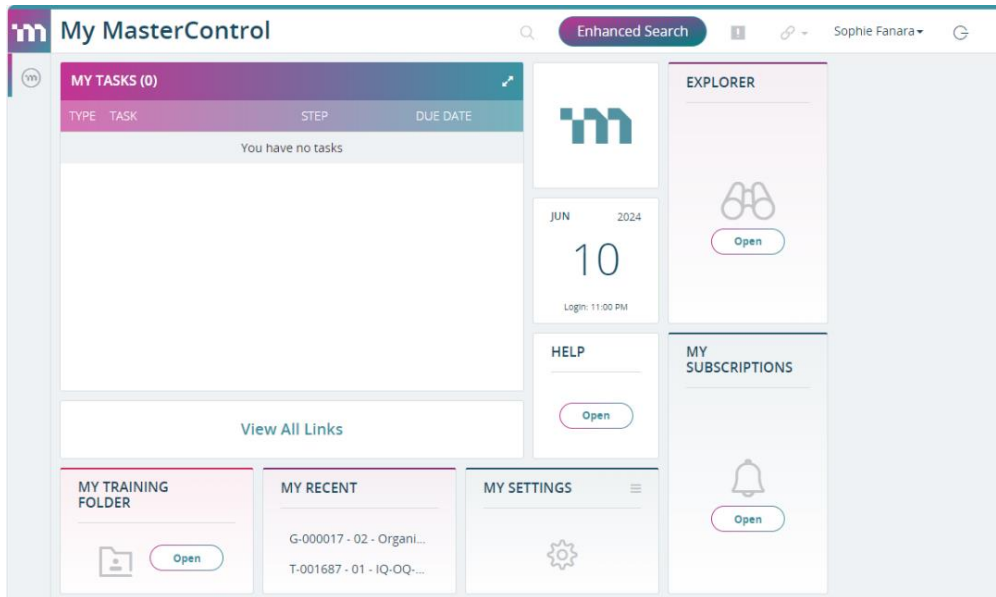 My MasterControl
Enhanced Search
Sophie Fanara
MY TASKS (0)
TYPE TASK STEP DUE DATE
You have no tasks
View All Links
JUN 2024
10
Login: 11:00 PM
HELP
Open
EXPLORER
Open
MY
SUBSCRIPTIONS
Open
MY TRAINING
FOLDER
Open
MY RECENT
G-000017 - 02 - Organi...
T-001687 - 01 - IQ-OQ-...
MY SETTINGS